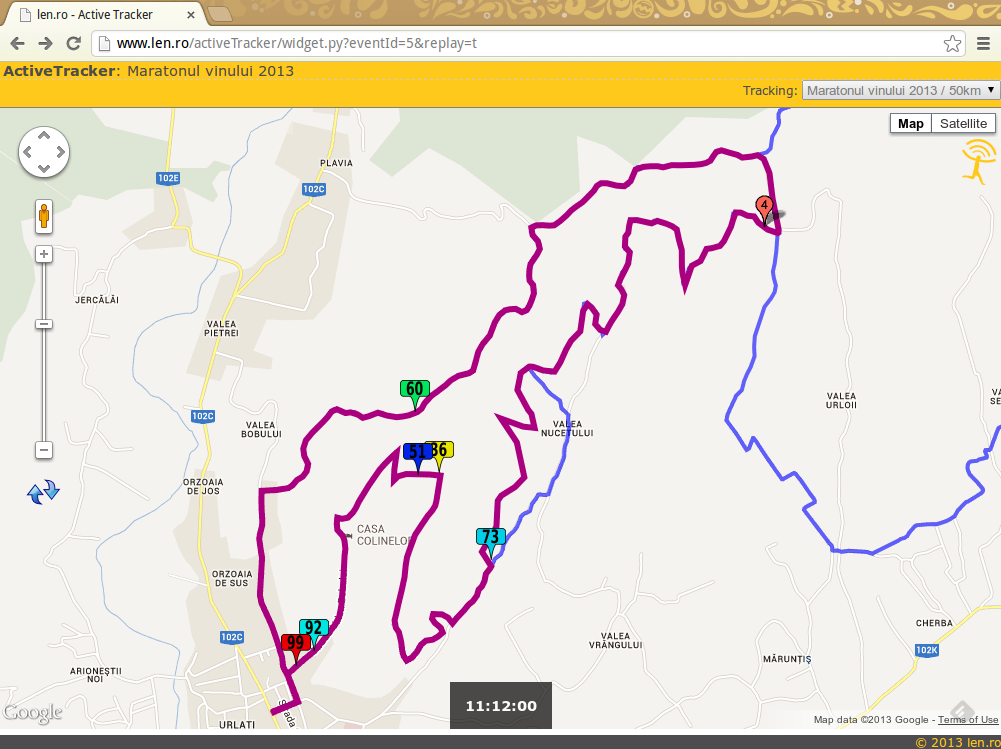 len.ro - Active Tracker
www.len.ro/activeTracker/widget.py?eventId=5&replay=t
ActiveTracker: Maratonul vinului 2013
Tracking: Maratonul vinului 2013 / 50km
Map Satellite
PLAVIA
102E
102C
4
JERCĂLĂI
VALEA
PIETREI
60
102C
VALEA
BOBULUI
VALEA
URLOII
VALEA
NUCETULUI
51
36
ORZOAIA
DE JOS
CASA
COLINELOR
73
ORZOAIA
DE SUS
92
99
102C
CHERBA
VALEA
VRÂNGULUI
102K
MĂRUNȚIȘ
ARIONEȘTII
NOI
Strada
URLATI
11:12:00
Google
Map data ©2013 Google - Terms of Use
© 2013 len.ro